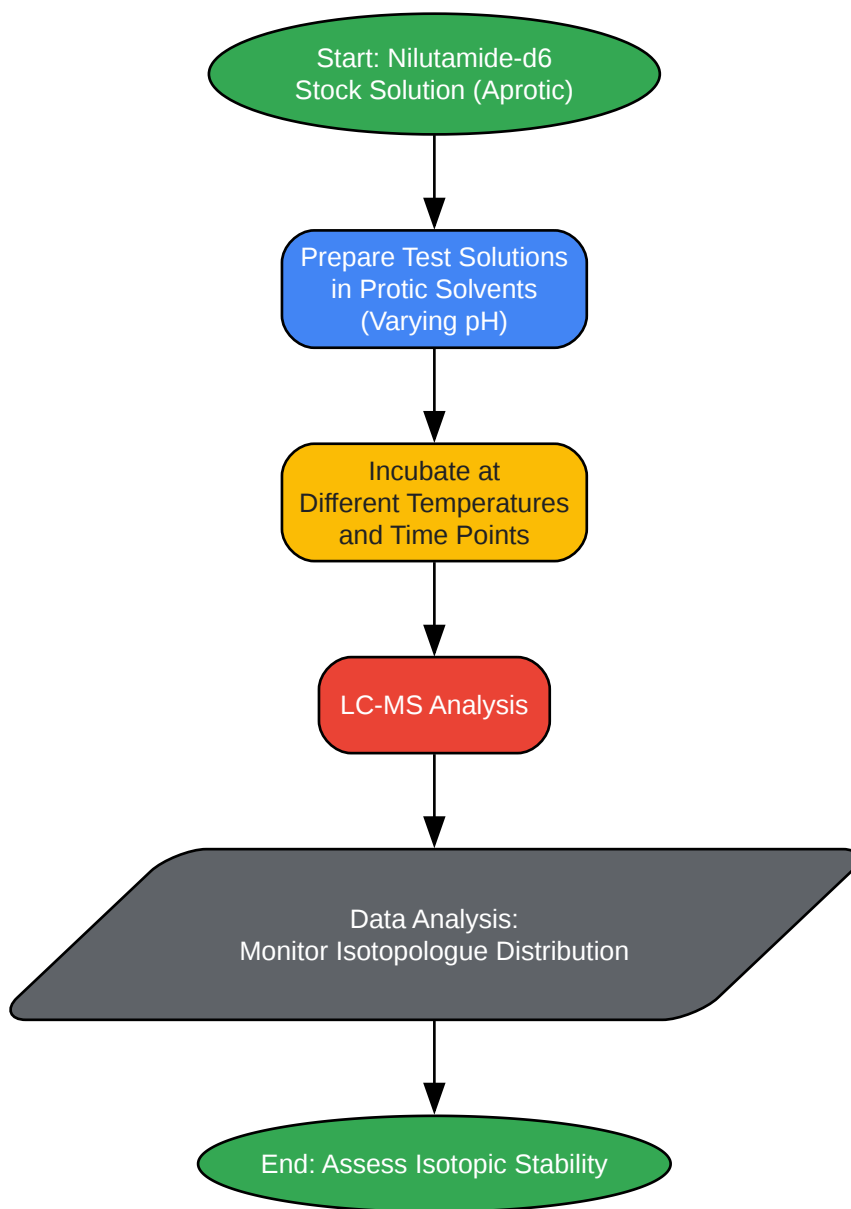 Start: Nilutamide-d6
Stock Solution (Aprotic)
Prepare Test Solutions
in Protic Solvents
(Varying pH)
Incubate at
Different Temperatures
and Time Points
LC-MS Analysis
Data Analysis:
Monitor Isotopologue Distribution
End: Assess Isotopic Stability